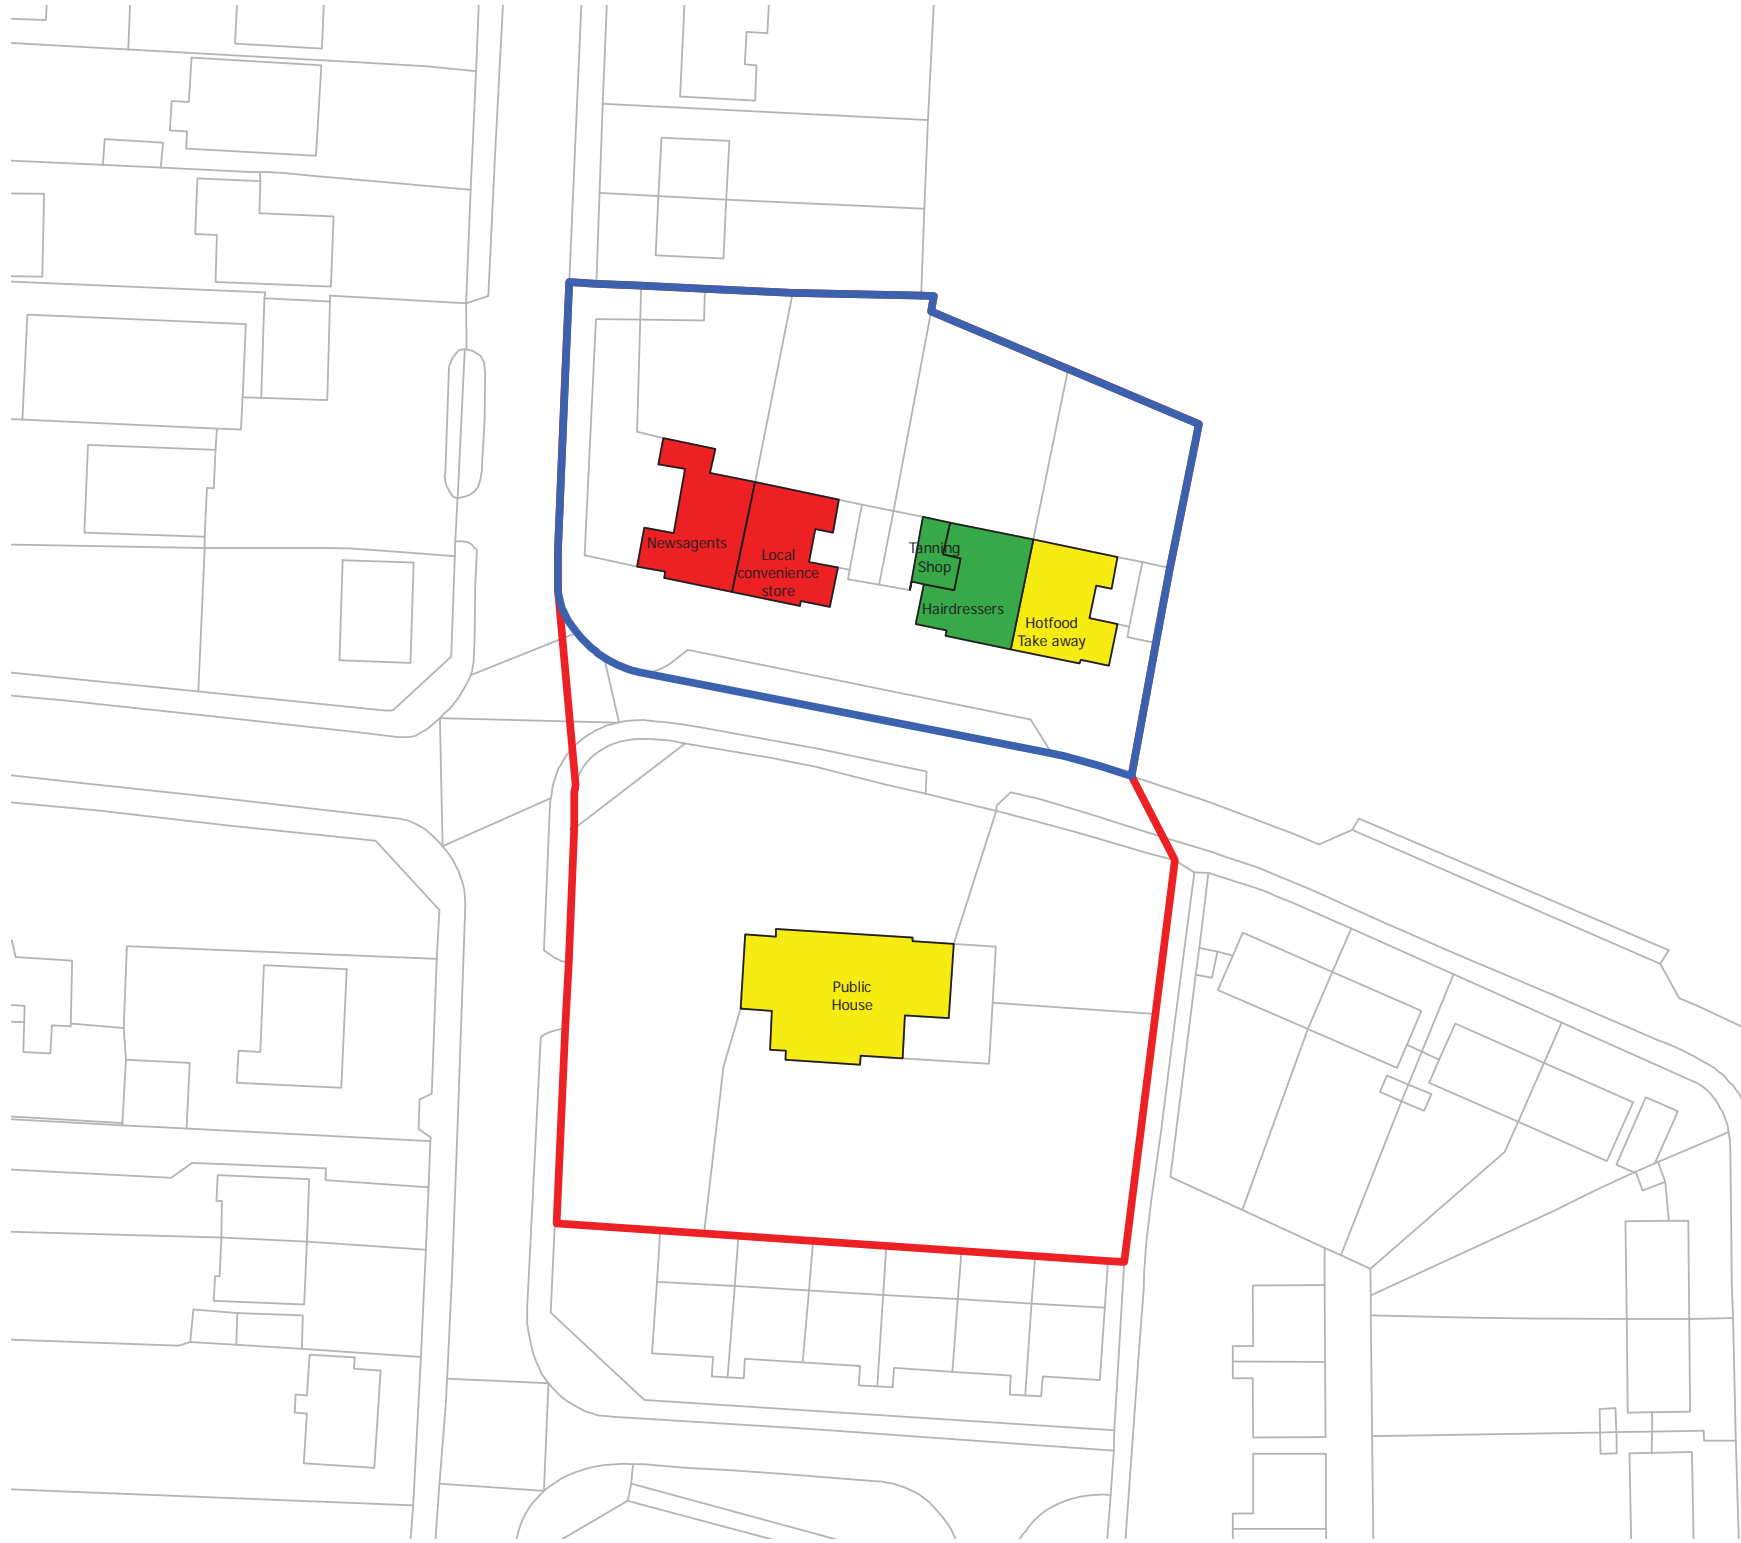 Newsagents
Local
convenience
store
Tanning
Shop
Hairdressers
Hotfood
Take away
Public
House